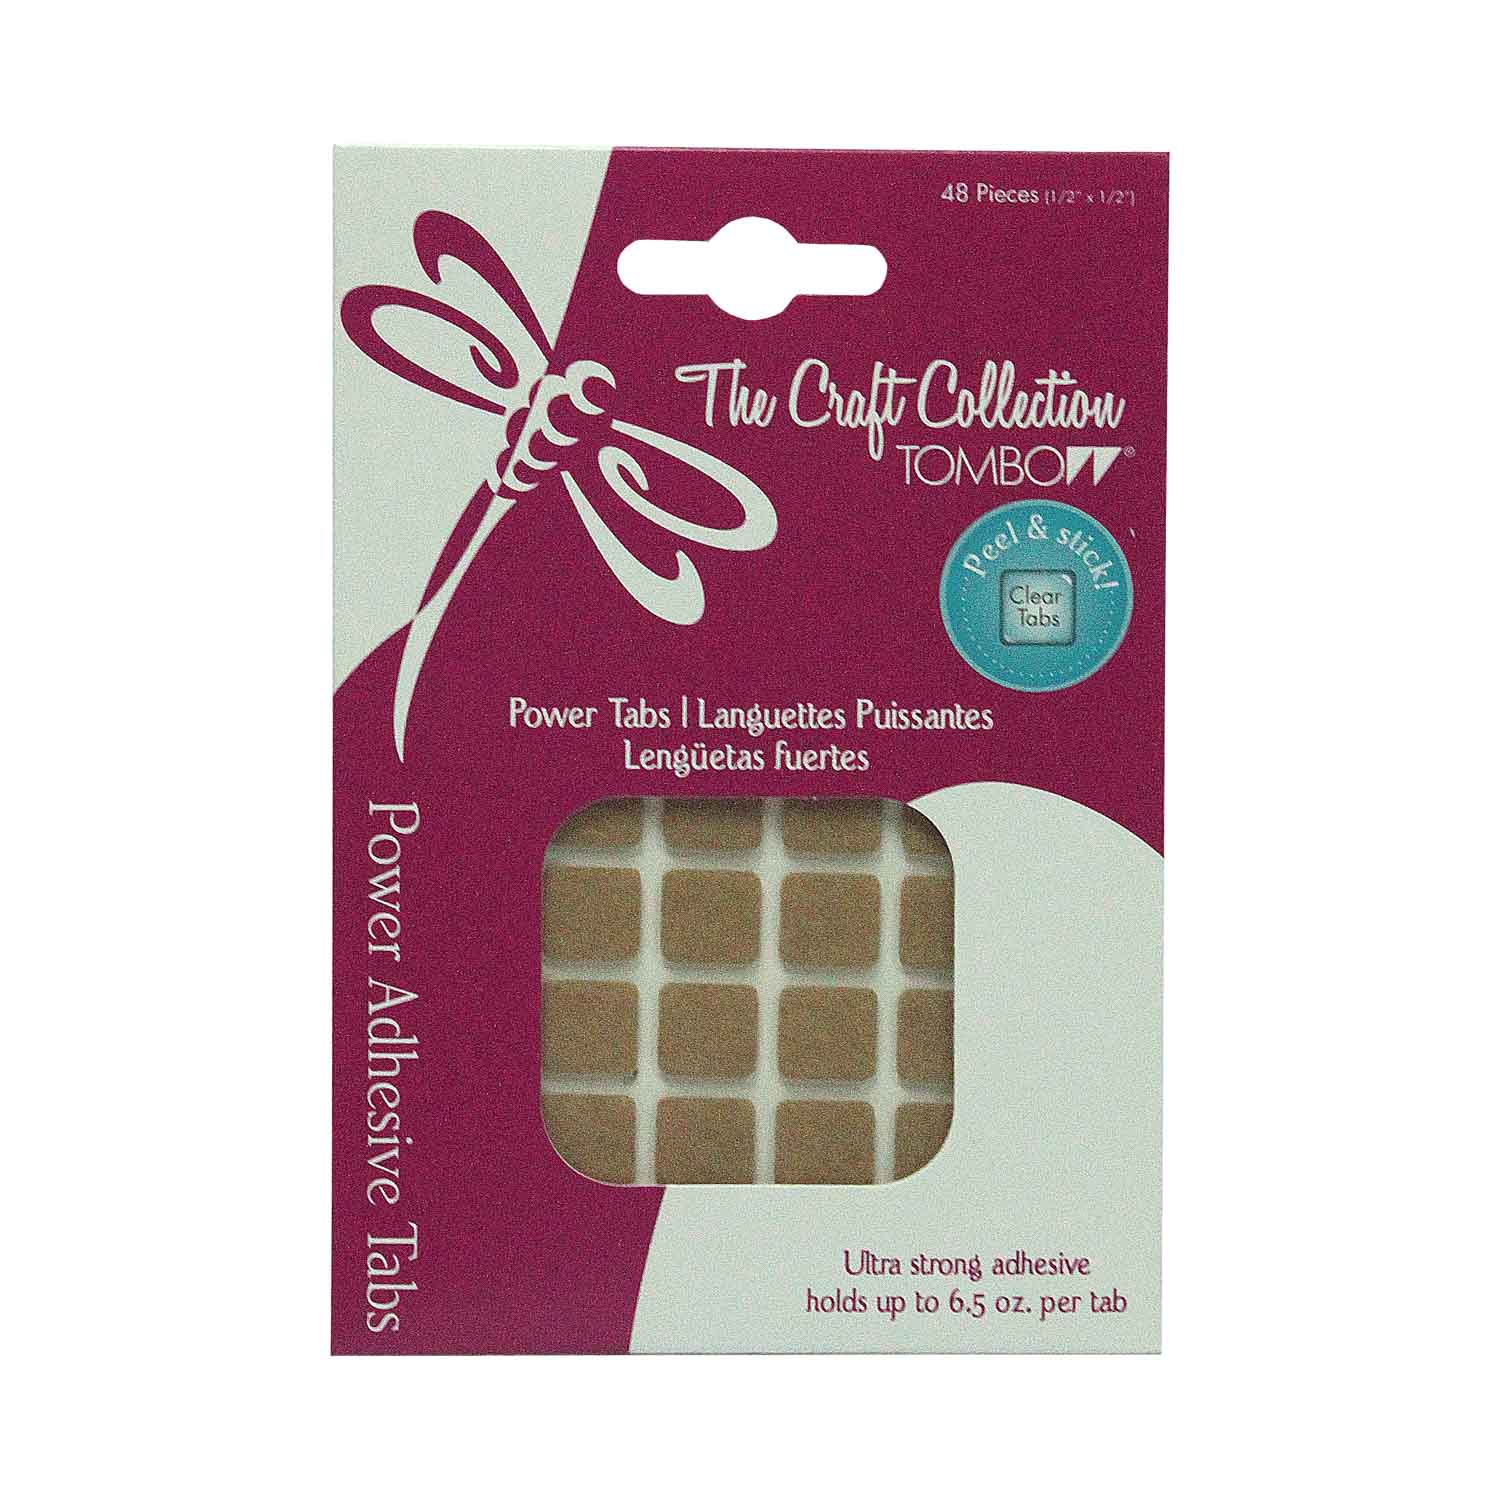 48 Pieces (1/2" x 1/2")
The Craft Collection
TOMBOW®
Peel & stick!
Clear
Tabs
Power Tabs | Languettes Puissantes
Lengüetas fuertes
Power Adhesive Tabs
Ultra strong adhesive
holds up to 6.5 oz. per tab